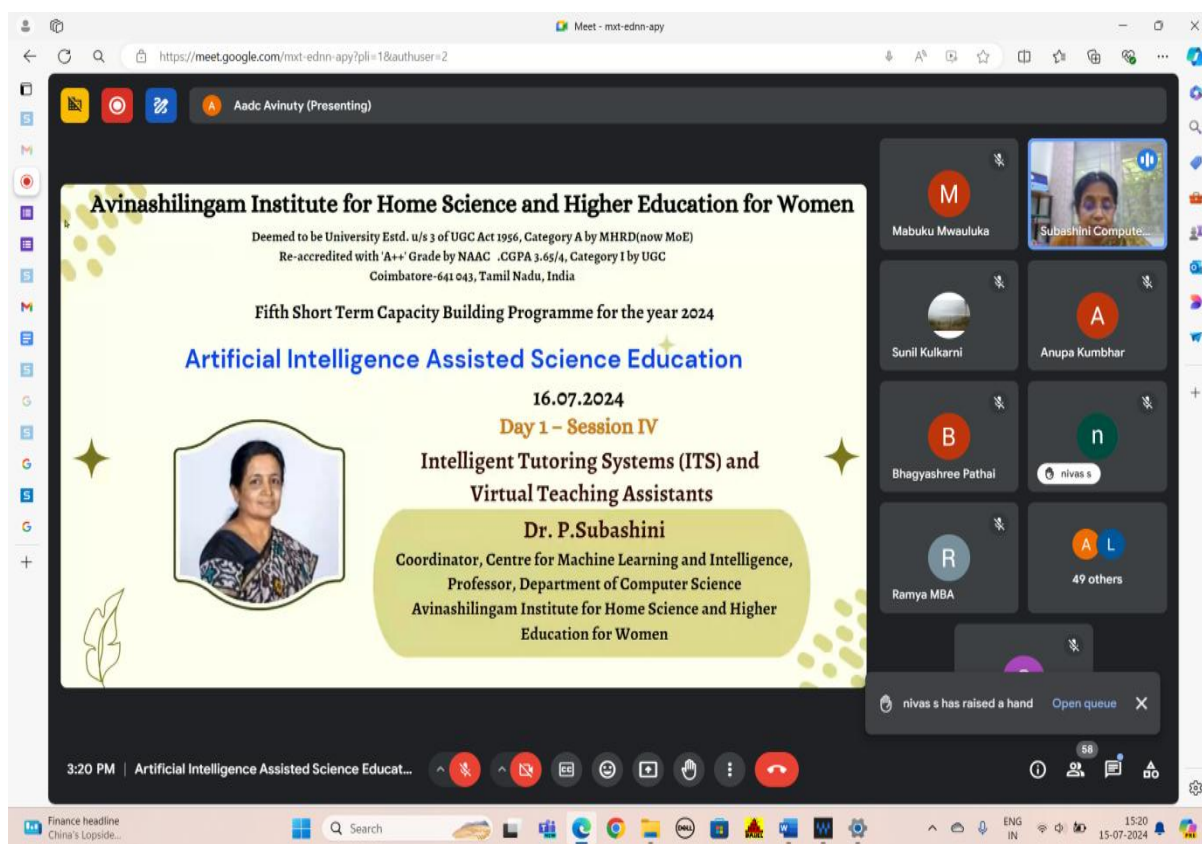 Meet - mxt-ednn-apy
https://meet.google.com/mxt-ednn-apy?pli=1&authuser=2
A
Aadc Avinuty (Presenting)
Avinashilingam Institute for Home Science and Higher Education for Women
Deemed to be University Estd. u/s 3 of UGC Act 1956, Category A by MHRD(now MoE)
Re-accredited with 'A++' Grade by NAAC .CGPA 3.65/4, Category I by UGC
Coimbatore-641 043, Tamil Nadu, India
Fifth Short Term Capacity Building Programme for the year 2024
Artificial Intelligence Assisted Science Education
16.07.2024
Day 1 – Session IV
Intelligent Tutoring Systems (ITS) and
Virtual Teaching Assistants
Dr. P.Subashini
Coordinator, Centre for Machine Learning and Intelligence,
Professor, Department of Computer Science
Avinashilingam Institute for Home Science and Higher
Education for Women
M
Mabuku Mwauluka
Subashini Compute...
Sunil Kulkarni
A
Anupa Kumbhar
B
Bhagyashree Pathai
n
nivas s
R
Ramya MBA
A L
49 others
nivas s has raised a hand Open queue
3:20 PM | Artificial Intelligence Assisted Science Educat...
58
Finance headline
China's Lopside...
Search
DELL
ENG
IN
15:20
15-07-2024